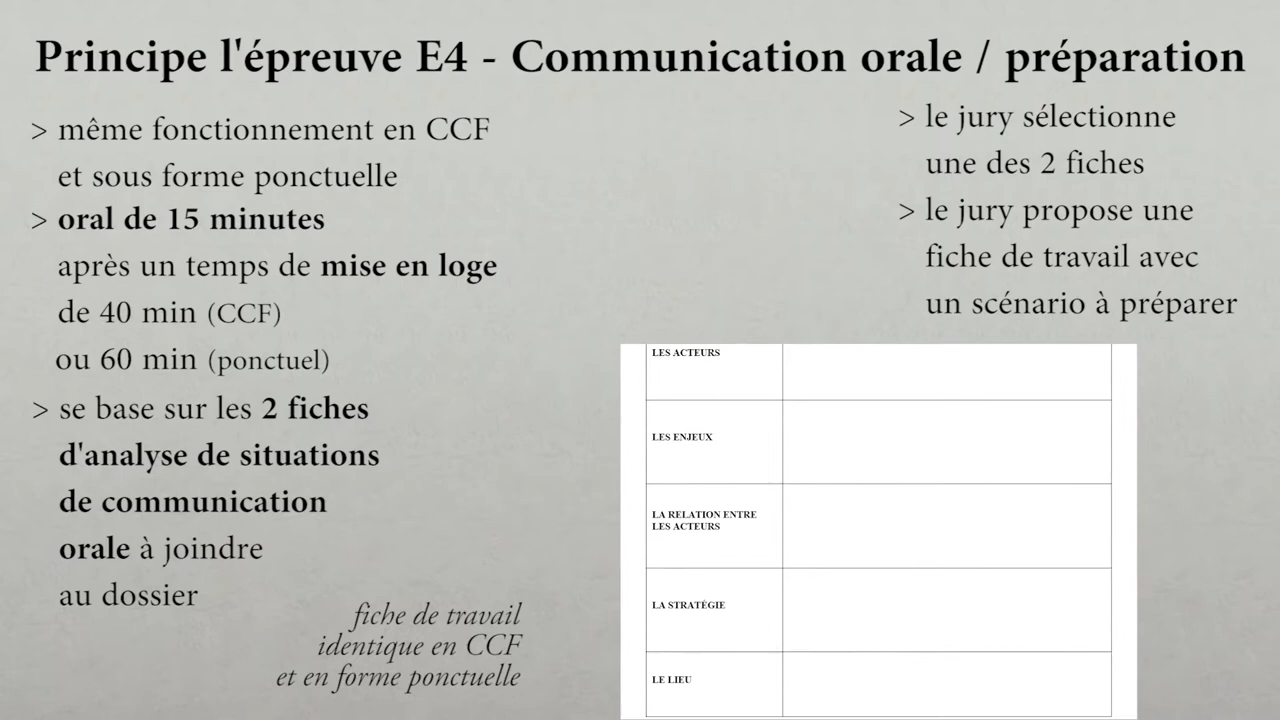 Principe l'épreuve E4 - Communication orale / préparation
> même fonctionnement en CCF
et sous forme ponctuelle
> oral de 15 minutes
après un temps de mise en loge
de 40 min (CCF)
ou 60 min (ponctuel)
> se base sur les 2 fiches
d'analyse de situations
de communication
orale à joindre
au dossier
fiche de travail
identique en CCF
et en forme ponctuelle
> le jury sélectionne
une des 2 fiches
> le jury propose une
fiche de travail avec
un scénario à préparer
LES ACTEURS
LES ENJEUX
LA RELATION ENTRE
LES ACTEURS
LA STRATÉGIE
LE LIEU